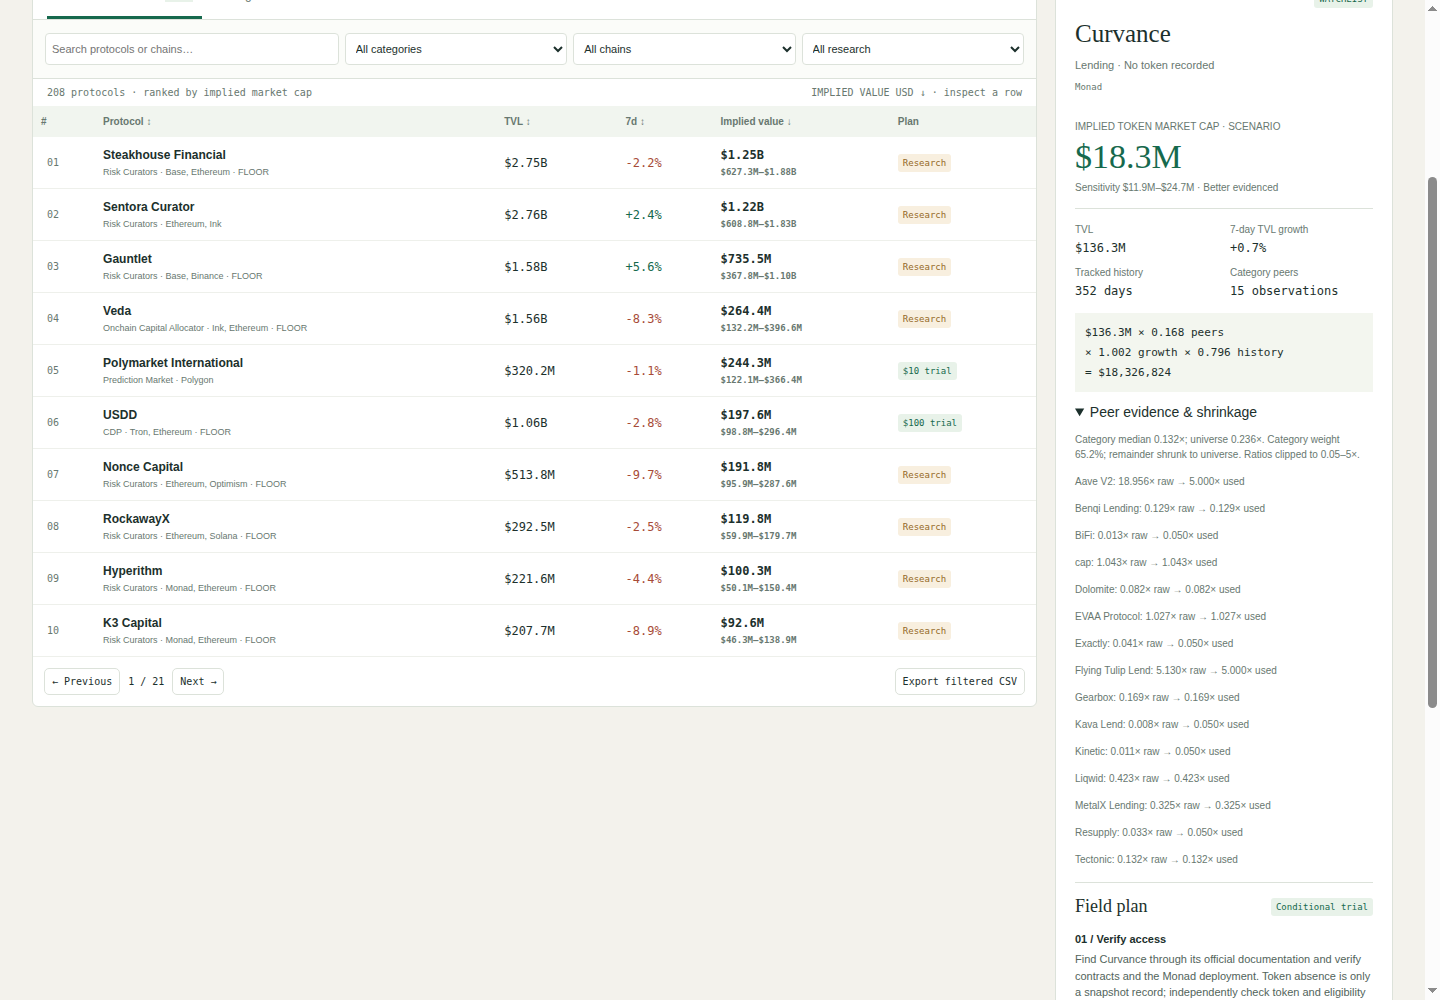 Search protocols or chains…
All categories
All chains
All research
208 protocols · ranked by implied market cap
IMPLIED VALUE USD ↓ · inspect a row
# Protocol ↕ TVL ↕ 7d ↕ Implied value ↓ Plan
01 Steakhouse Financial $2.75B -2.2% $1.25B Research
Risk Curators · Base, Ethereum · FLOOR $627.3M–$1.88B
02 Sentora Curator $2.76B +2.4% $1.22B Research
Risk Curators · Ethereum, Ink $608.8M–$1.83B
03 Gauntlet $1.58B +5.6% $735.5M Research
Risk Curators · Base, Binance · FLOOR $367.8M–$1.10B
04 Veda $1.56B -8.3% $264.4M Research
Onchain Capital Allocator · Ink, Ethereum · FLOOR $132.2M–$396.6M
05 Polymarket International $320.2M -1.1% $244.3M $10 trial
Prediction Market · Polygon $122.1M–$366.4M
06 USDD $1.06B -2.8% $197.6M $100 trial
CDP · Tron, Ethereum · FLOOR $98.8M–$296.4M
07 Nonce Capital $513.8M -9.7% $191.8M Research
Risk Curators · Ethereum, Optimism · FLOOR $95.9M–$287.6M
08 RockawayX $292.5M -2.5% $119.8M Research
Risk Curators · Ethereum, Solana · FLOOR $59.9M–$179.7M
09 Hyperithm $221.6M -4.4% $100.3M Research
Risk Curators · Monad, Ethereum · FLOOR $50.1M–$150.4M
10 K3 Capital $207.7M -8.9% $92.6M Research
Risk Curators · Monad, Ethereum · FLOOR $46.3M–$138.9M
← Previous 1 / 21 Next → Export filtered CSV
Curvance
Lending · No token recorded
Monad
IMPLIED TOKEN MARKET CAP · SCENARIO
$18.3M
Sensitivity $11.9M–$24.7M · Better evidenced
TVL 7-day TVL growth
$136.3M +0.7%
Tracked history Category peers
352 days 15 observations
$136.3M × 0.168 peers
× 1.002 growth × 0.796 history
= $18,326,824
▼ Peer evidence & shrinkage
Category median 0.132×; universe 0.236×. Category weight
65.2%; remainder shrunk to universe. Ratios clipped to 0.05–5×.
Aave V2: 18.956× raw → 5.000× used
Benqi Lending: 0.129× raw → 0.129× used
BiFi: 0.013× raw → 0.050× used
cap: 1.043× raw → 1.043× used
Dolomite: 0.082× raw → 0.082× used
EVAA Protocol: 1.027× raw → 1.027× used
Exactly: 0.041× raw → 0.050× used
Flying Tulip Lend: 5.130× raw → 5.000× used
Gearbox: 0.169× raw → 0.169× used
Kava Lend: 0.008× raw → 0.050× used
Kinetic: 0.011× raw → 0.050× used
Liqwid: 0.423× raw → 0.423× used
MetalX Lending: 0.325× raw → 0.325× used
Resupply: 0.033× raw → 0.050× used
Tectonic: 0.132× raw → 0.132× used
Field plan Conditional trial
01 / Verify access
Find Curvance through its official documentation and verify
contracts and the Monad deployment. Token absence is only
a snapshot record; independently check token and eligibility